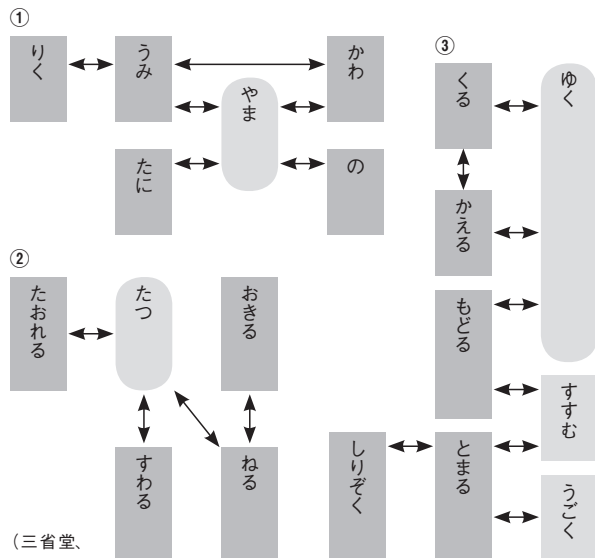 ①
りく
うみ
かわ
やま
たに
の
②
たおれる
たつ
おきる
すわる
ねる
③
くる
ゆく
かえる
もどる
すすむ
しりぞく
とまる
うごく
(三省堂、